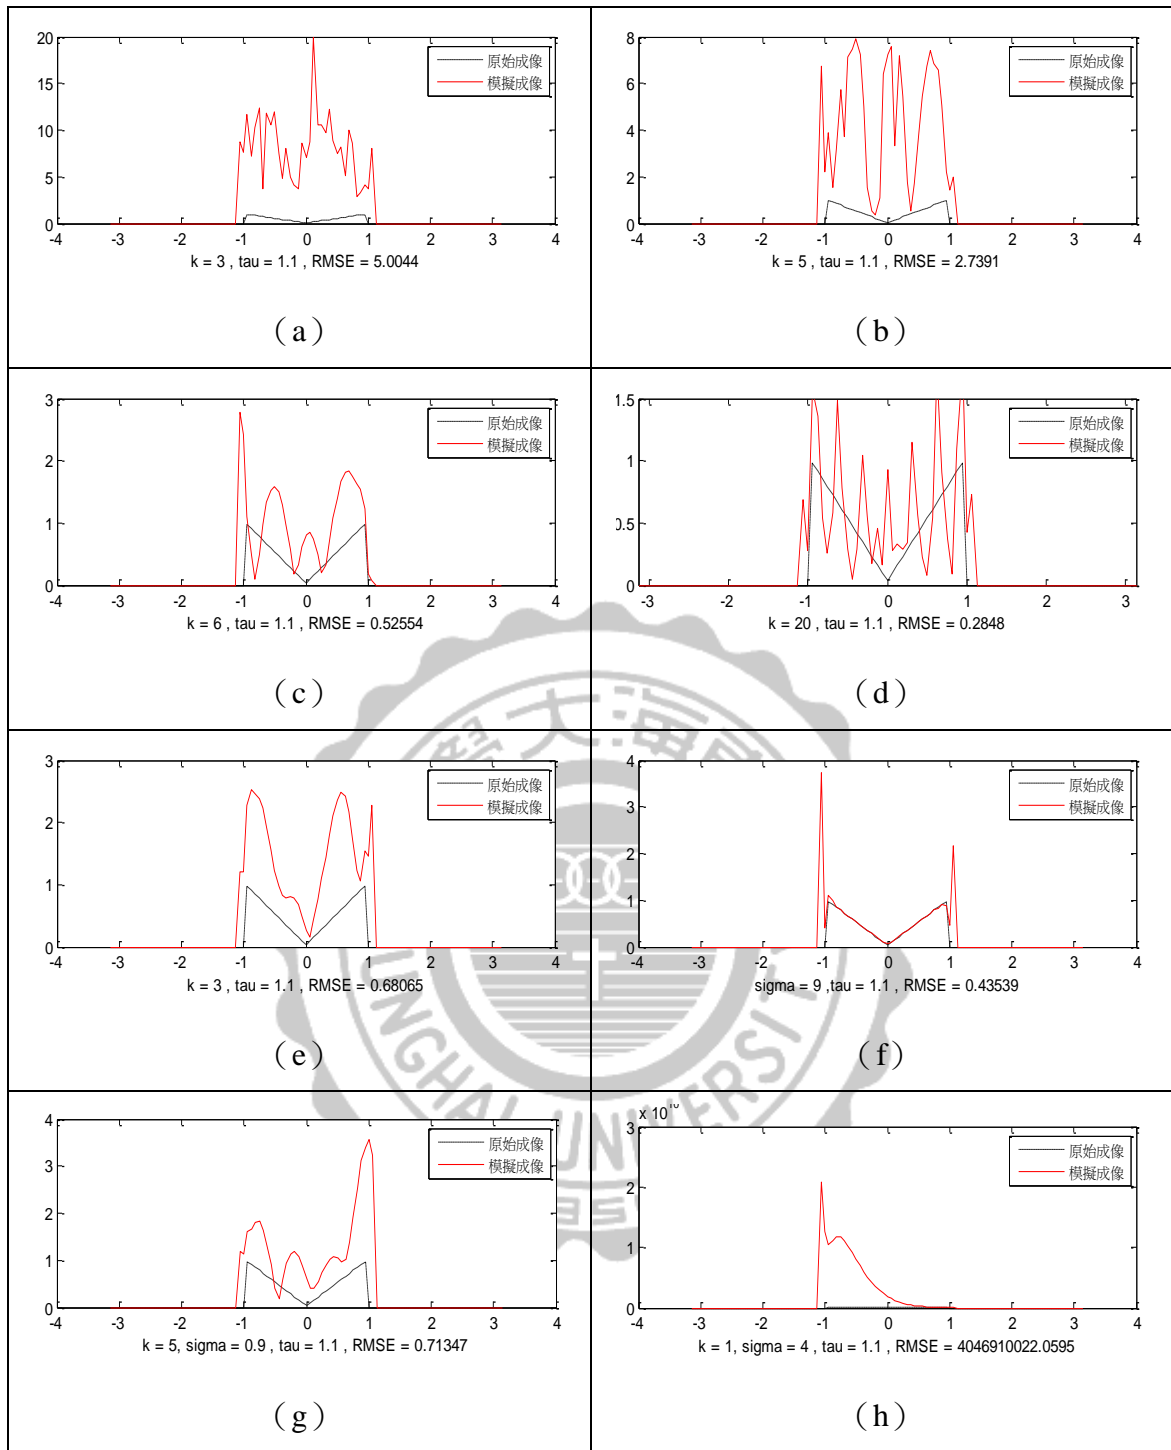 20
15
10
5
0
-4 -3 -2 -1 0 1 2 3 4
原始成像
模擬成像
k = 3 , tau = 1.1 , RMSE = 5.0044
(a)
8
6
4
2
0
-4 -3 -2 -1 0 1 2 3 4
原始成像
模擬成像
k = 5 , tau = 1.1 , RMSE = 2.7391
(b)
3
2
1
0
-4 -3 -2 -1 0 1 2 3 4
原始成像
模擬成像
k = 6 , tau = 1.1 , RMSE = 0.52554
(c)
1.5
1
0.5
0
-3 -2 -1 0 1 2 3
原始成像
模擬成像
k = 20 , tau = 1.1 , RMSE = 0.2848
(d)
3
2
1
0
-4 -3 -2 -1 0 1 2 3 4
原始成像
模擬成像
k = 3 , tau = 1.1 , RMSE = 0.68065
(e)
4
3
2
1
0
-4 -3 -2 -1 0 1 2 3 4
原始成像
模擬成像
sigma = 9 ,tau = 1.1 , RMSE = 0.43539
(f)
4
3
2
1
0
-4 -3 -2 -1 0 1 2 3 4
原始成像
模擬成像
k = 5, sigma = 0.9 , tau = 1.1 , RMSE = 0.71347
(g)
x 10
3
2
1
0
-4 -3 -2 -1 0 1 2 3 4
原始成像
模擬成像
k = 1, sigma = 4 , tau = 1.1 , RMSE = 4046910022.0595
(h)
學大海東
UNGHAI UNIVERSIT